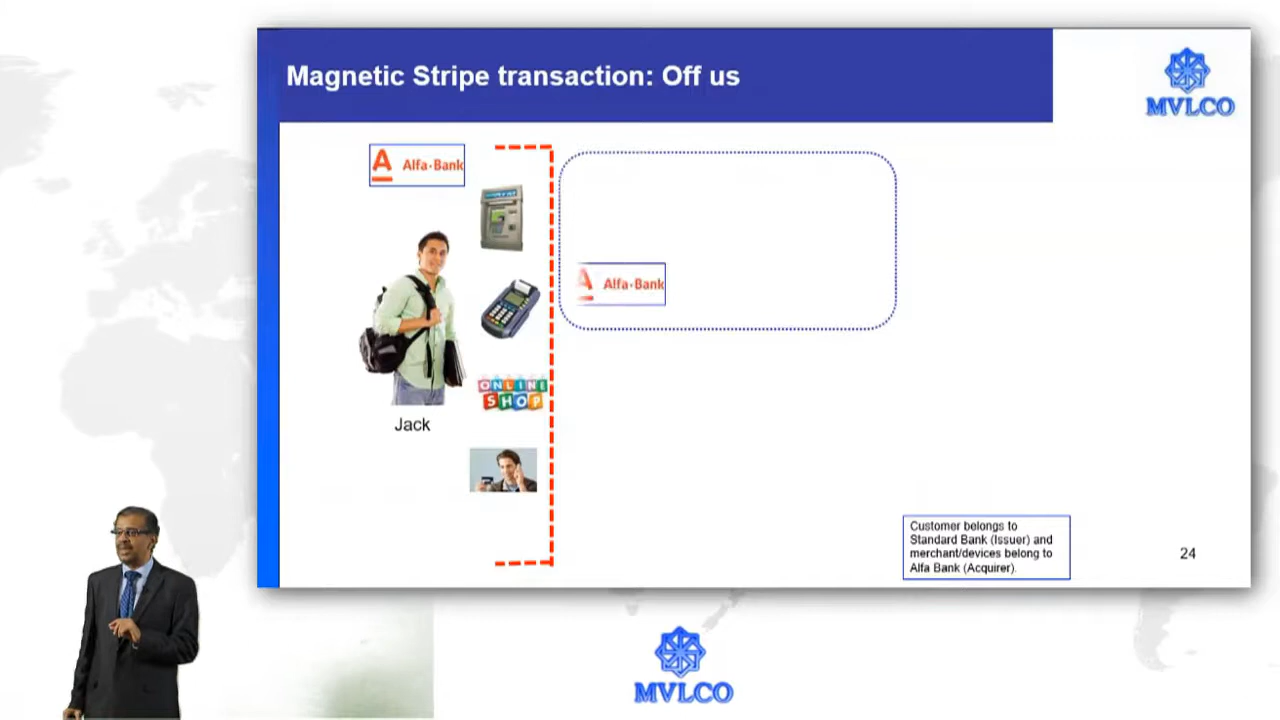 Magnetic Stripe transaction: Off us
MVLCO
A Alfa·Bank
A Alfa·Bank
ONLINE
SHOP
Jack
Customer belongs to
Standard Bank (Issuer) and
merchant/devices belong to
Alfa Bank (Acquirer).
24
MVLCO